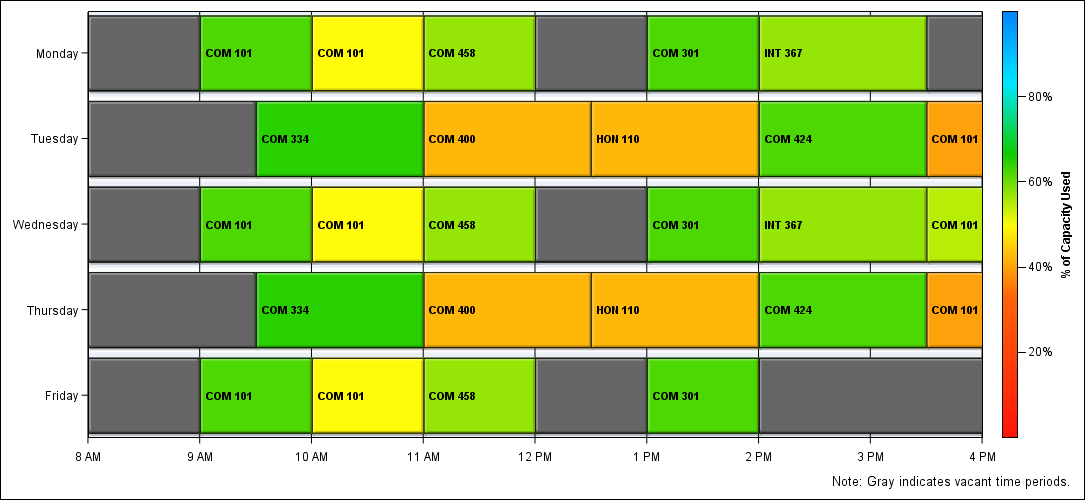 Monday COM 101 COM 101 COM 458 COM 301 INT 367
Tuesday COM 334 COM 400 HON 110 COM 424 COM 101
Wednesday COM 101 COM 101 COM 458 COM 301 INT 367 COM 101
Thursday COM 334 COM 400 HON 110 COM 424 COM 101
Friday COM 101 COM 101 COM 458 COM 301
8 AM 9 AM 10 AM 11 AM 12 PM 1 PM 2 PM 3 PM 4 PM
80%
60%
40%
20%
% of Capacity Used
Note: Gray indicates vacant time periods.